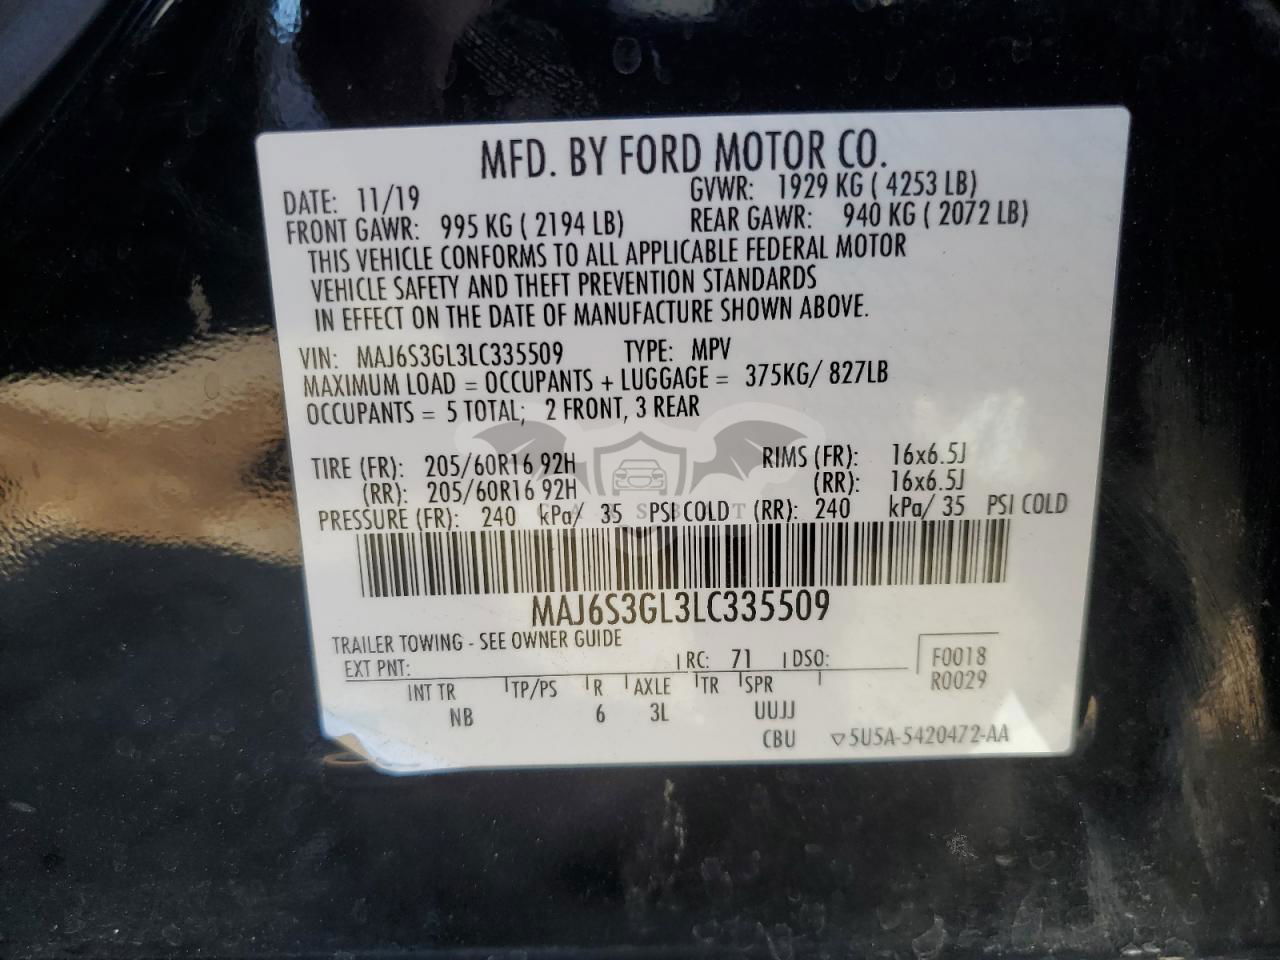 MFD. BY FORD MOTOR CO.
DATE: 11/19 GVWR: 1929 KG ( 4253 LB)
FRONT GAWR: 995 KG ( 2194 LB) REAR GAWR: 940 KG ( 2072 LB)
THIS VEHICLE CONFORMS TO ALL APPLICABLE FEDERAL MOTOR
VEHICLE SAFETY AND THEFT PREVENTION STANDARDS
IN EFFECT ON THE DATE OF MANUFACTURE SHOWN ABOVE.
VIN: MAJ6S3GL3LC335509 TYPE: MPV
MAXIMUM LOAD = OCCUPANTS + LUGGAGE = 375KG/ 827LB
OCCUPANTS = 5 TOTAL; 2 FRONT, 3 REAR
TIRE (FR): 205/60R16 92H RIMS (FR): 16x6.5J
(RR): 205/60R16 92H (RR): 16x6.5J
PRESSURE (FR): 240 kPa/ 35 PSI COLD (RR): 240 kPa/ 35 PSI COLD
MAJ6S3GL3LC335509
TRAILER TOWING - SEE OWNER GUIDE
EXT PNT: RC: 71 DSO: F0018
INT TR TP/PS R AXLE TR SPR R0029
NB 6 3L UUJJ
CBU ▽5U5A-5420472-AA